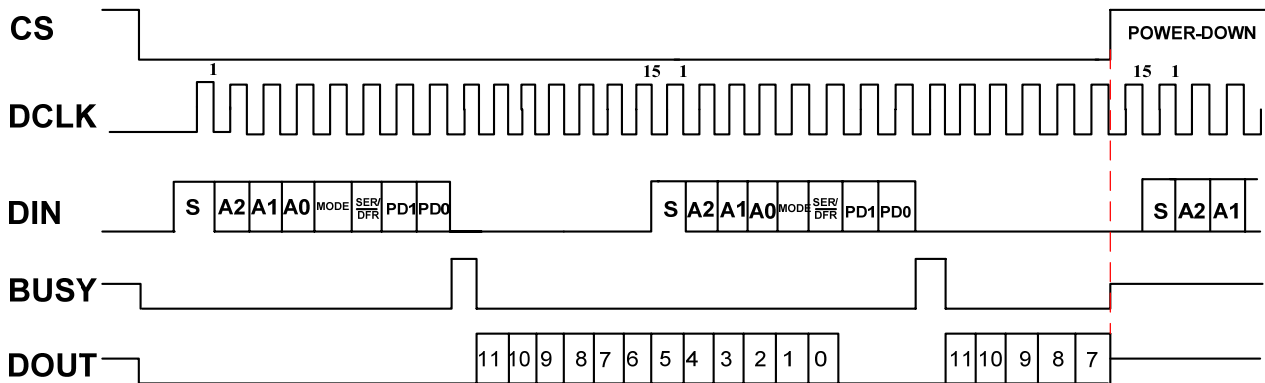 CS POWER-DOWN
1 15 1 15 1
DCLK
DIN S A2 A1 A0 MODE SER/DFR PD1 PD0 S A2 A1 A0 MODE SER/DFR PD1 PD0 S A2 A1
BUSY
DOUT 11 10 9 8 7 6 5 4 3 2 1 0 11 10 9 8 7